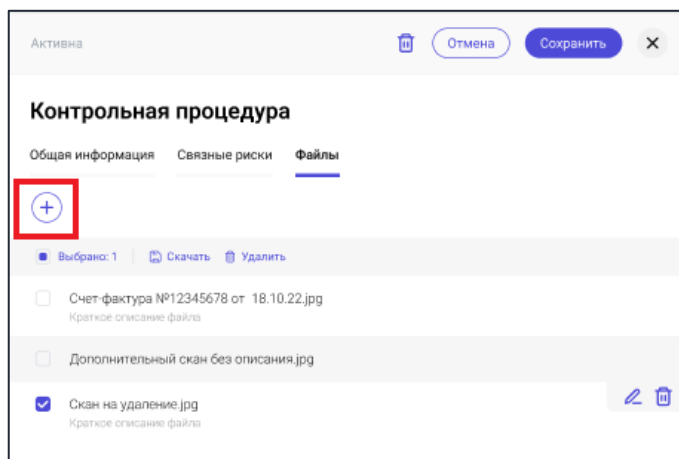 Активна Отмена Сохранить
Контрольная процедура
Общая информация Связные риски Файлы
Выбрано: 1 Скачать Удалить
Счет-фактура №12345678 от 18.10.22.jpg
Краткое описание файла
Дополнительный скан без описания.jpg
Скан на удаление.jpg
Краткое описание файла